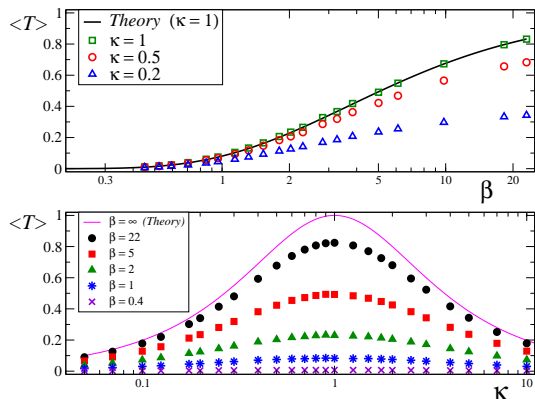 <T>
1
0.8
0.6
0.4
0.2
0
Theory (κ = 1)
κ = 1
κ = 0.5
κ = 0.2
0.3 1 2 5 10 20
β
<T>
1
0.8
0.6
0.4
0.2
0
β = ∞ (Theory)
β = 22
β = 5
β = 2
β = 1
β = 0.4
0.1 1 10
κ